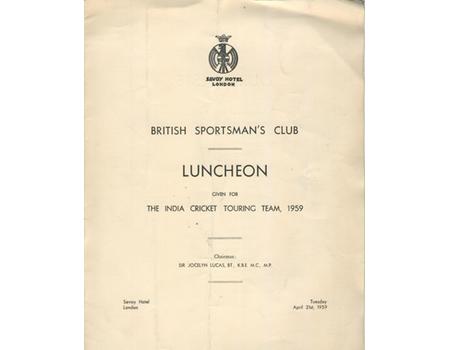 SAVOY HOTEL
LONDON
BRITISH SPORTSMAN'S CLUB
LUNCHEON
GIVEN FOR
THE INDIA CRICKET TOURING TEAM, 1959
Chairman:
SIR JOCELYN LUCAS, BT., K.B.E. M.C., M.P.
Savoy Hotel
London
Tuesday
April 21st, 1959